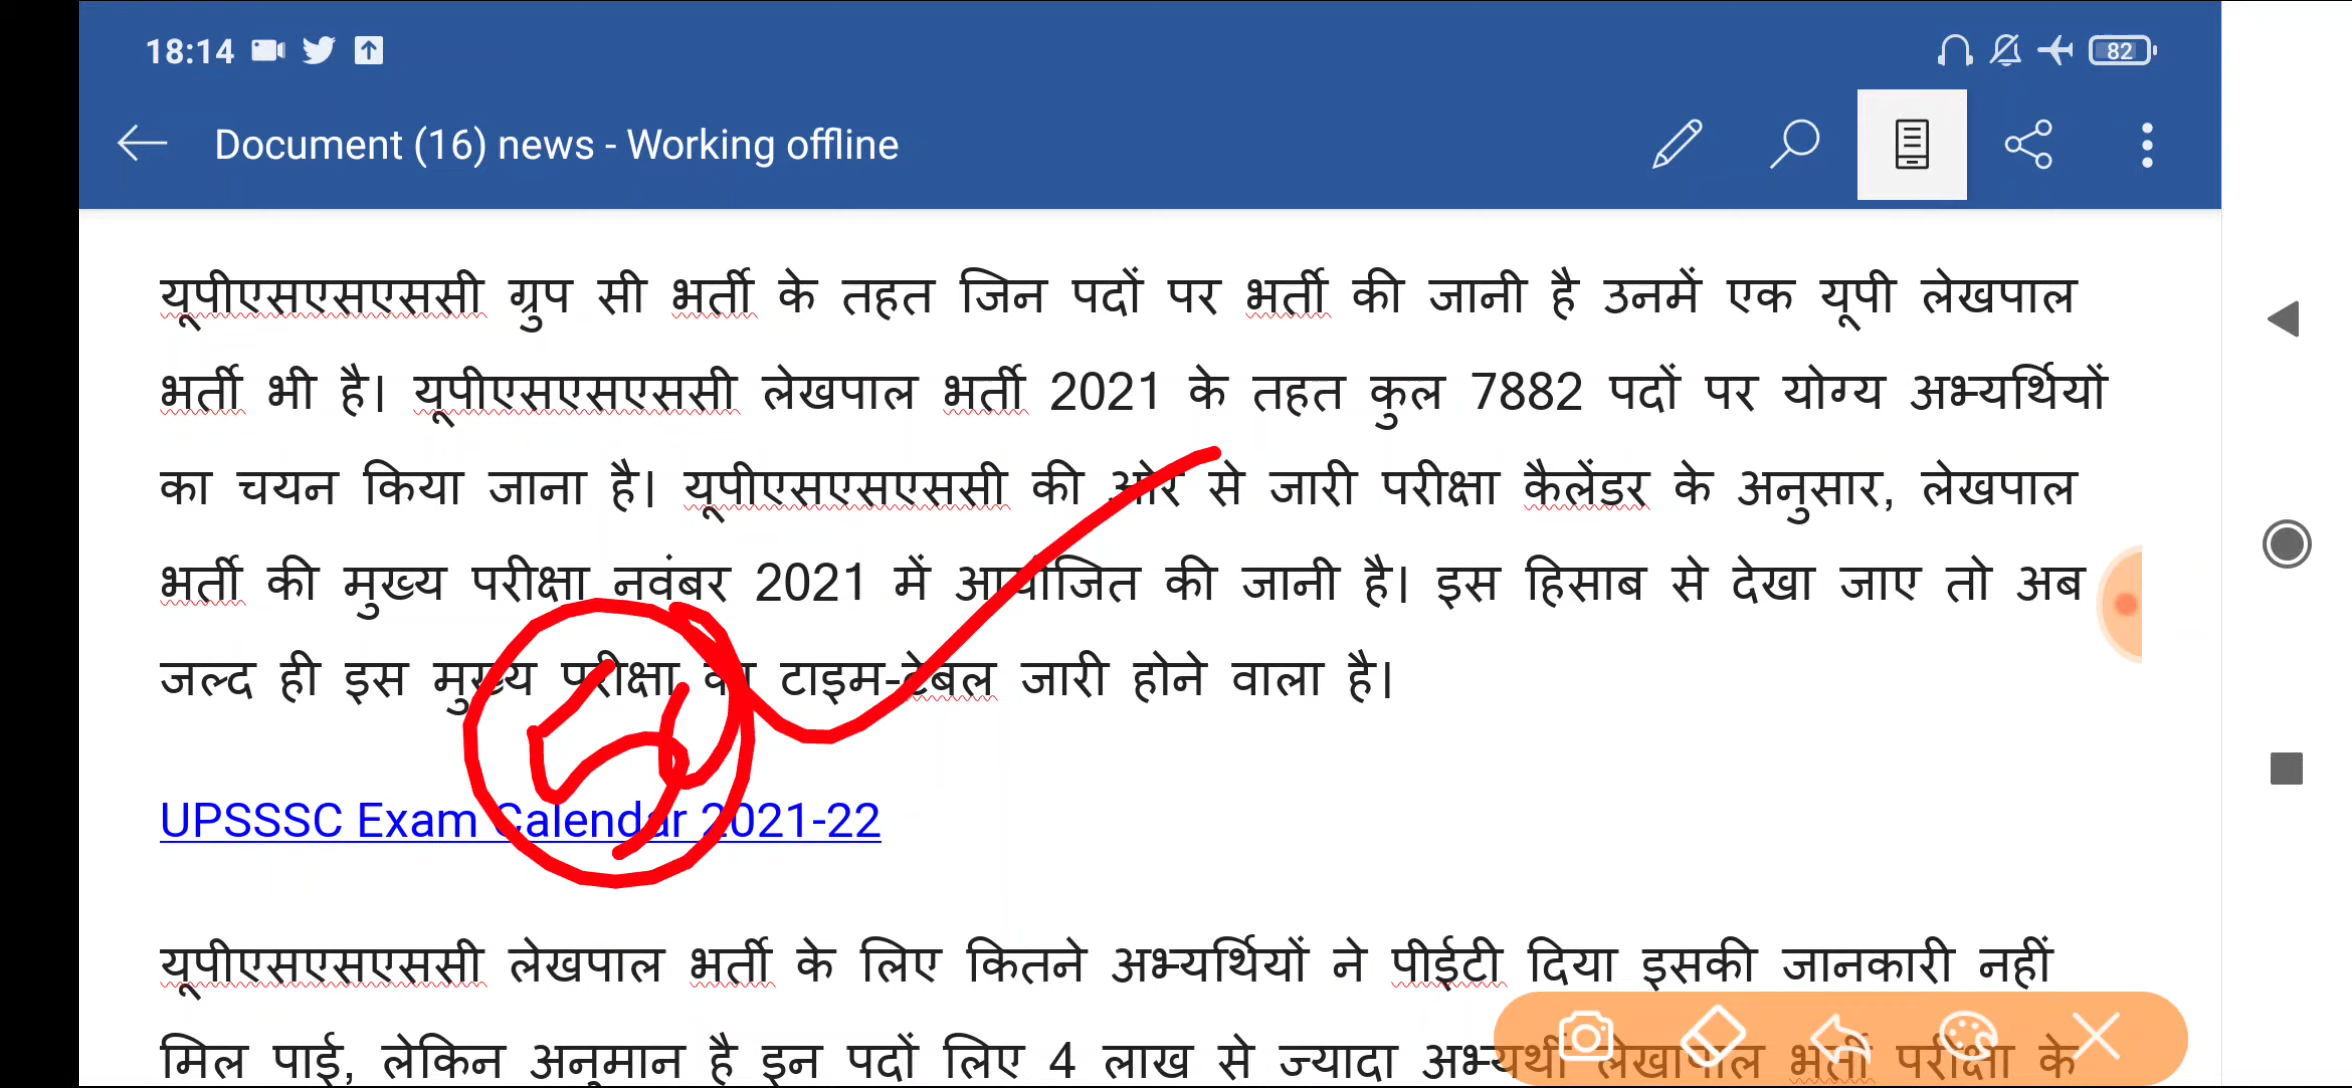 18:14
82
Document (16) news - Working offline
यूपीएसएसएससी ग्रुप सी भर्ती के तहत जिन पदों पर भर्ती की जानी है उनमें एक यूपी लेखपाल
भर्ती भी है। यूपीएसएसएससी लेखपाल भर्ती 2021 के तहत कुल 7882 पदों पर योग्य अभ्यर्थियों
का चयन किया जाना है। यूपीएसएसएससी की ओर से जारी परीक्षा कैलेंडर के अनुसार, लेखपाल
भर्ती की मुख्य परीक्षा नवंबर 2021 में आयोजित की जानी है। इस हिसाब से देखा जाए तो अब
जल्द ही इस मुख्य परीक्षा का टाइम-टेबल जारी होने वाला है।
UPSSSC Exam Calendar 2021-22
यूपीएसएसएससी लेखपाल भर्ती के लिए कितने अभ्यर्थियों ने पीईटी दिया इसकी जानकारी नहीं
मिल पाई, लेकिन अनुमान है इन पदों लिए 4 लाख से ज्यादा अभ्यर्थी लेखापाल भर्ती परीक्षा के